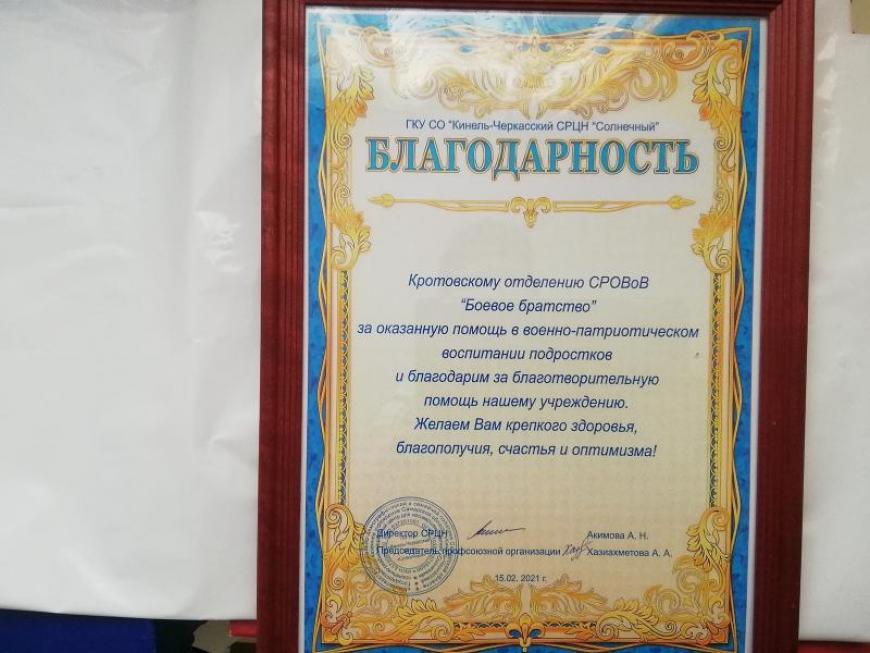 ГКУ СО "Кинель-Черкасский СРЦН "Солнечный"
БЛАГОДАРНОСТЬ
Кротовскому отделению СРОВоВ
"Боевое братство"
за оказанную помощь в военно-патриотическом
воспитании подростков
и благодарим за благотворительную
помощь нашему учреждению.
Желаем Вам крепкого здоровья,
благополучия, счастья и оптимизма!
Директор СРЦН Акимова А. Н.
Председатель профсоюзной организации Хазиахметова А. А.
15.02. 2021 г.